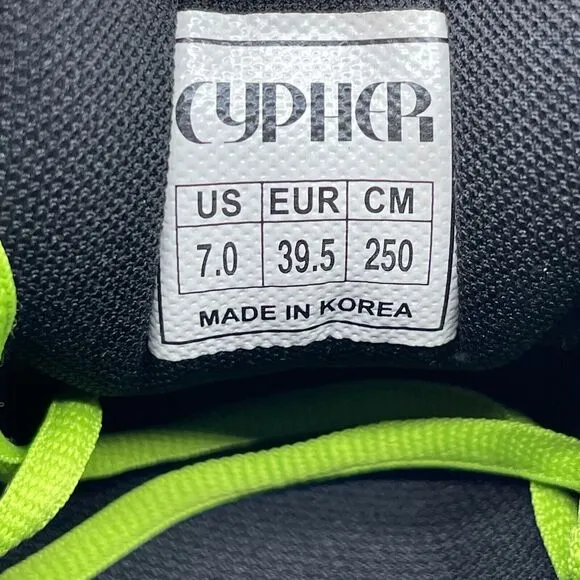 CYPHER
US EUR CM
7.0 39.5 250
MADE IN KOREA